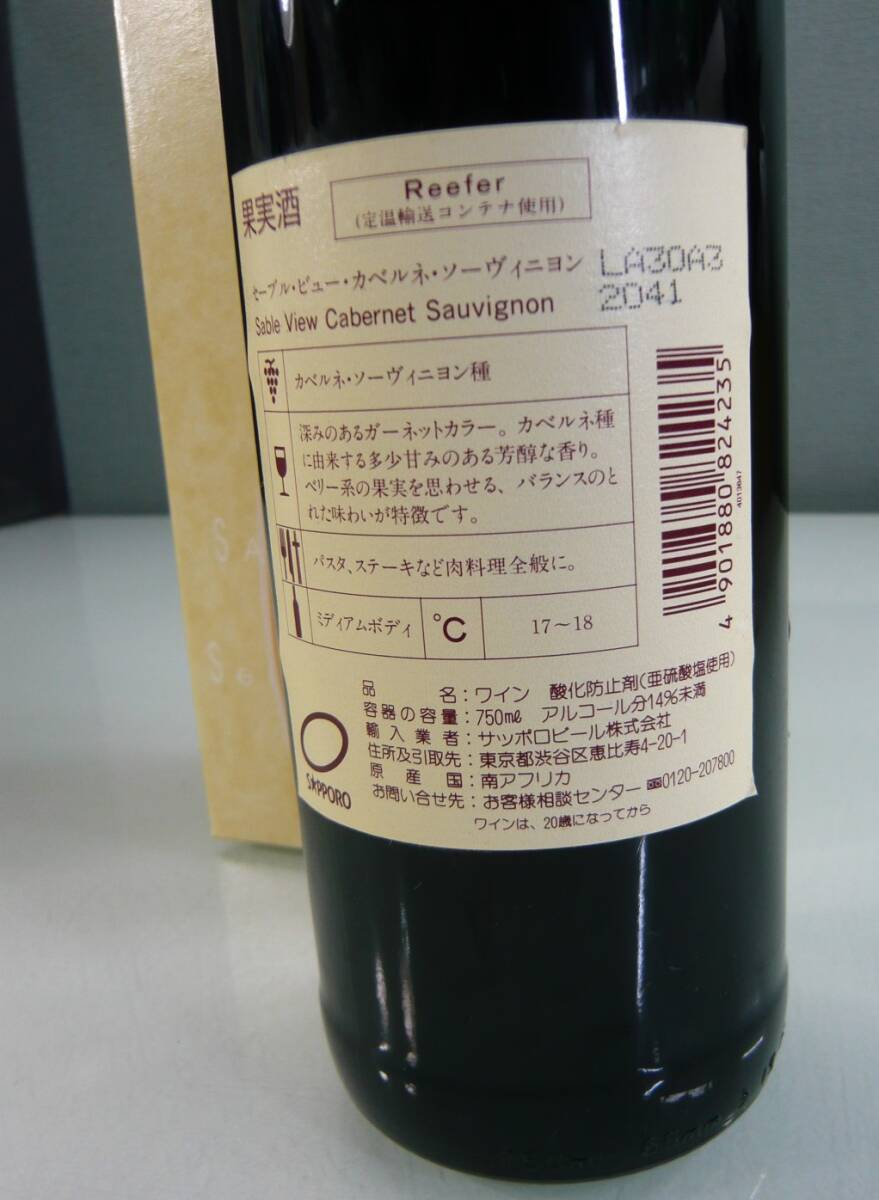 果実酒
Reefer
(定温輸送コンテナ使用)
セーブル・ビュー・カベルネ・ソーヴィニヨン
Sable View Cabernet Sauvignon
LA30A3
2041
カベルネ・ソーヴィニヨン種
深みのあるガーネットカラー。カベルネ種
に由来する多少甘みのある芳醇な香り。
ベリー系の果実を思わせる、バランスのと
れた味わいが特徴です。
パスタ、ステーキなど肉料理全般に。
ミディアムボディ
℃
17～18
4 901880 824235
4013647
品名:ワイン 酸化防止剤(亜硫酸塩使用)
容器の容量:750㎖ アルコール分14%未満
輸入業者:サッポロビール株式会社
住所及引取先:東京都渋谷区恵比寿4-20-1
原産国:南アフリカ
お問い合せ先:お客様相談センター 0120-207800
ワインは、20歳になってから
SAPPORO
SA
Se